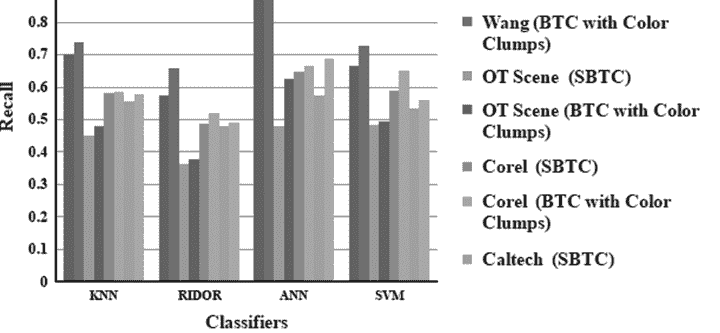 0.8
0.7
0.6
0.5
0.4
0.3
0.2
0.1
0
Recall
KNN RIDOR ANN SVM
Classifiers
Wang (BTC with Color
Clumps)
OT Scene (SBTC)
OT Scene (BTC with Color
Clumps)
Corel (SBTC)
Corel (BTC with Color
Clumps)
Caltech (SBTC)